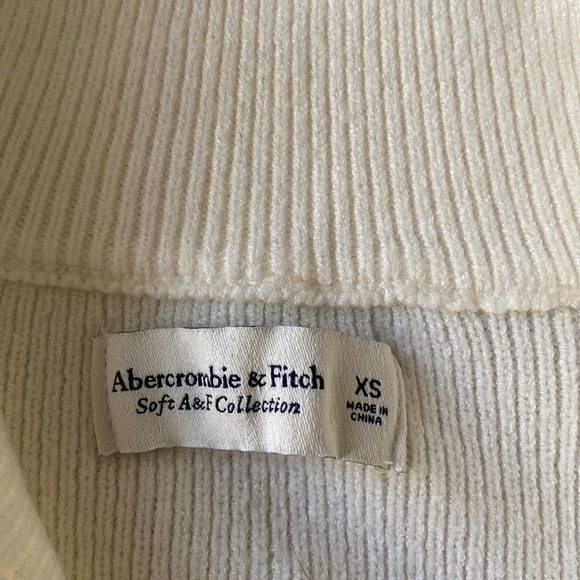 Abercrombie & Fitch
Soft A&F Collection
XS
MADE IN
CHINA